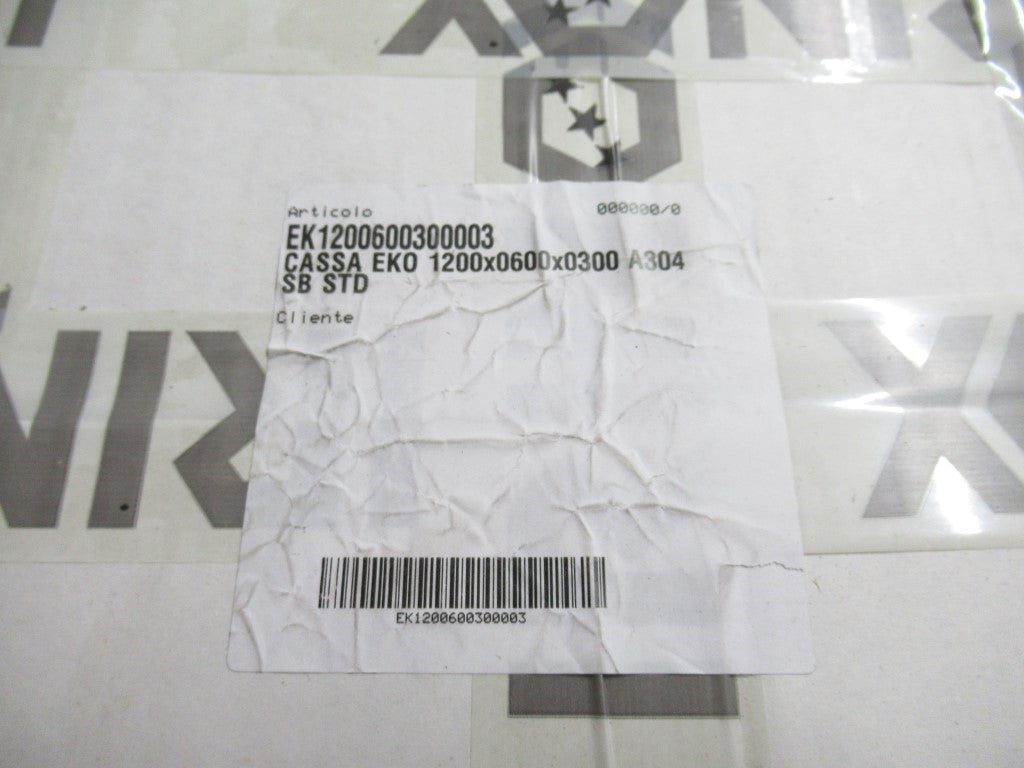 Articolo 000000/0
EK1200600300003
CASSA EKO 1200x0600x0300 A304
SB STD
Cliente
EK1200600300003